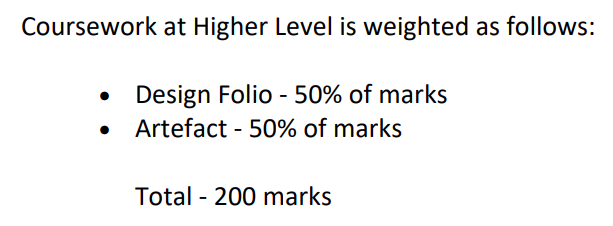 Coursework at Higher Level is weighted as follows:
• Design Folio - 50% of marks
• Artefact - 50% of marks
Total - 200 marks